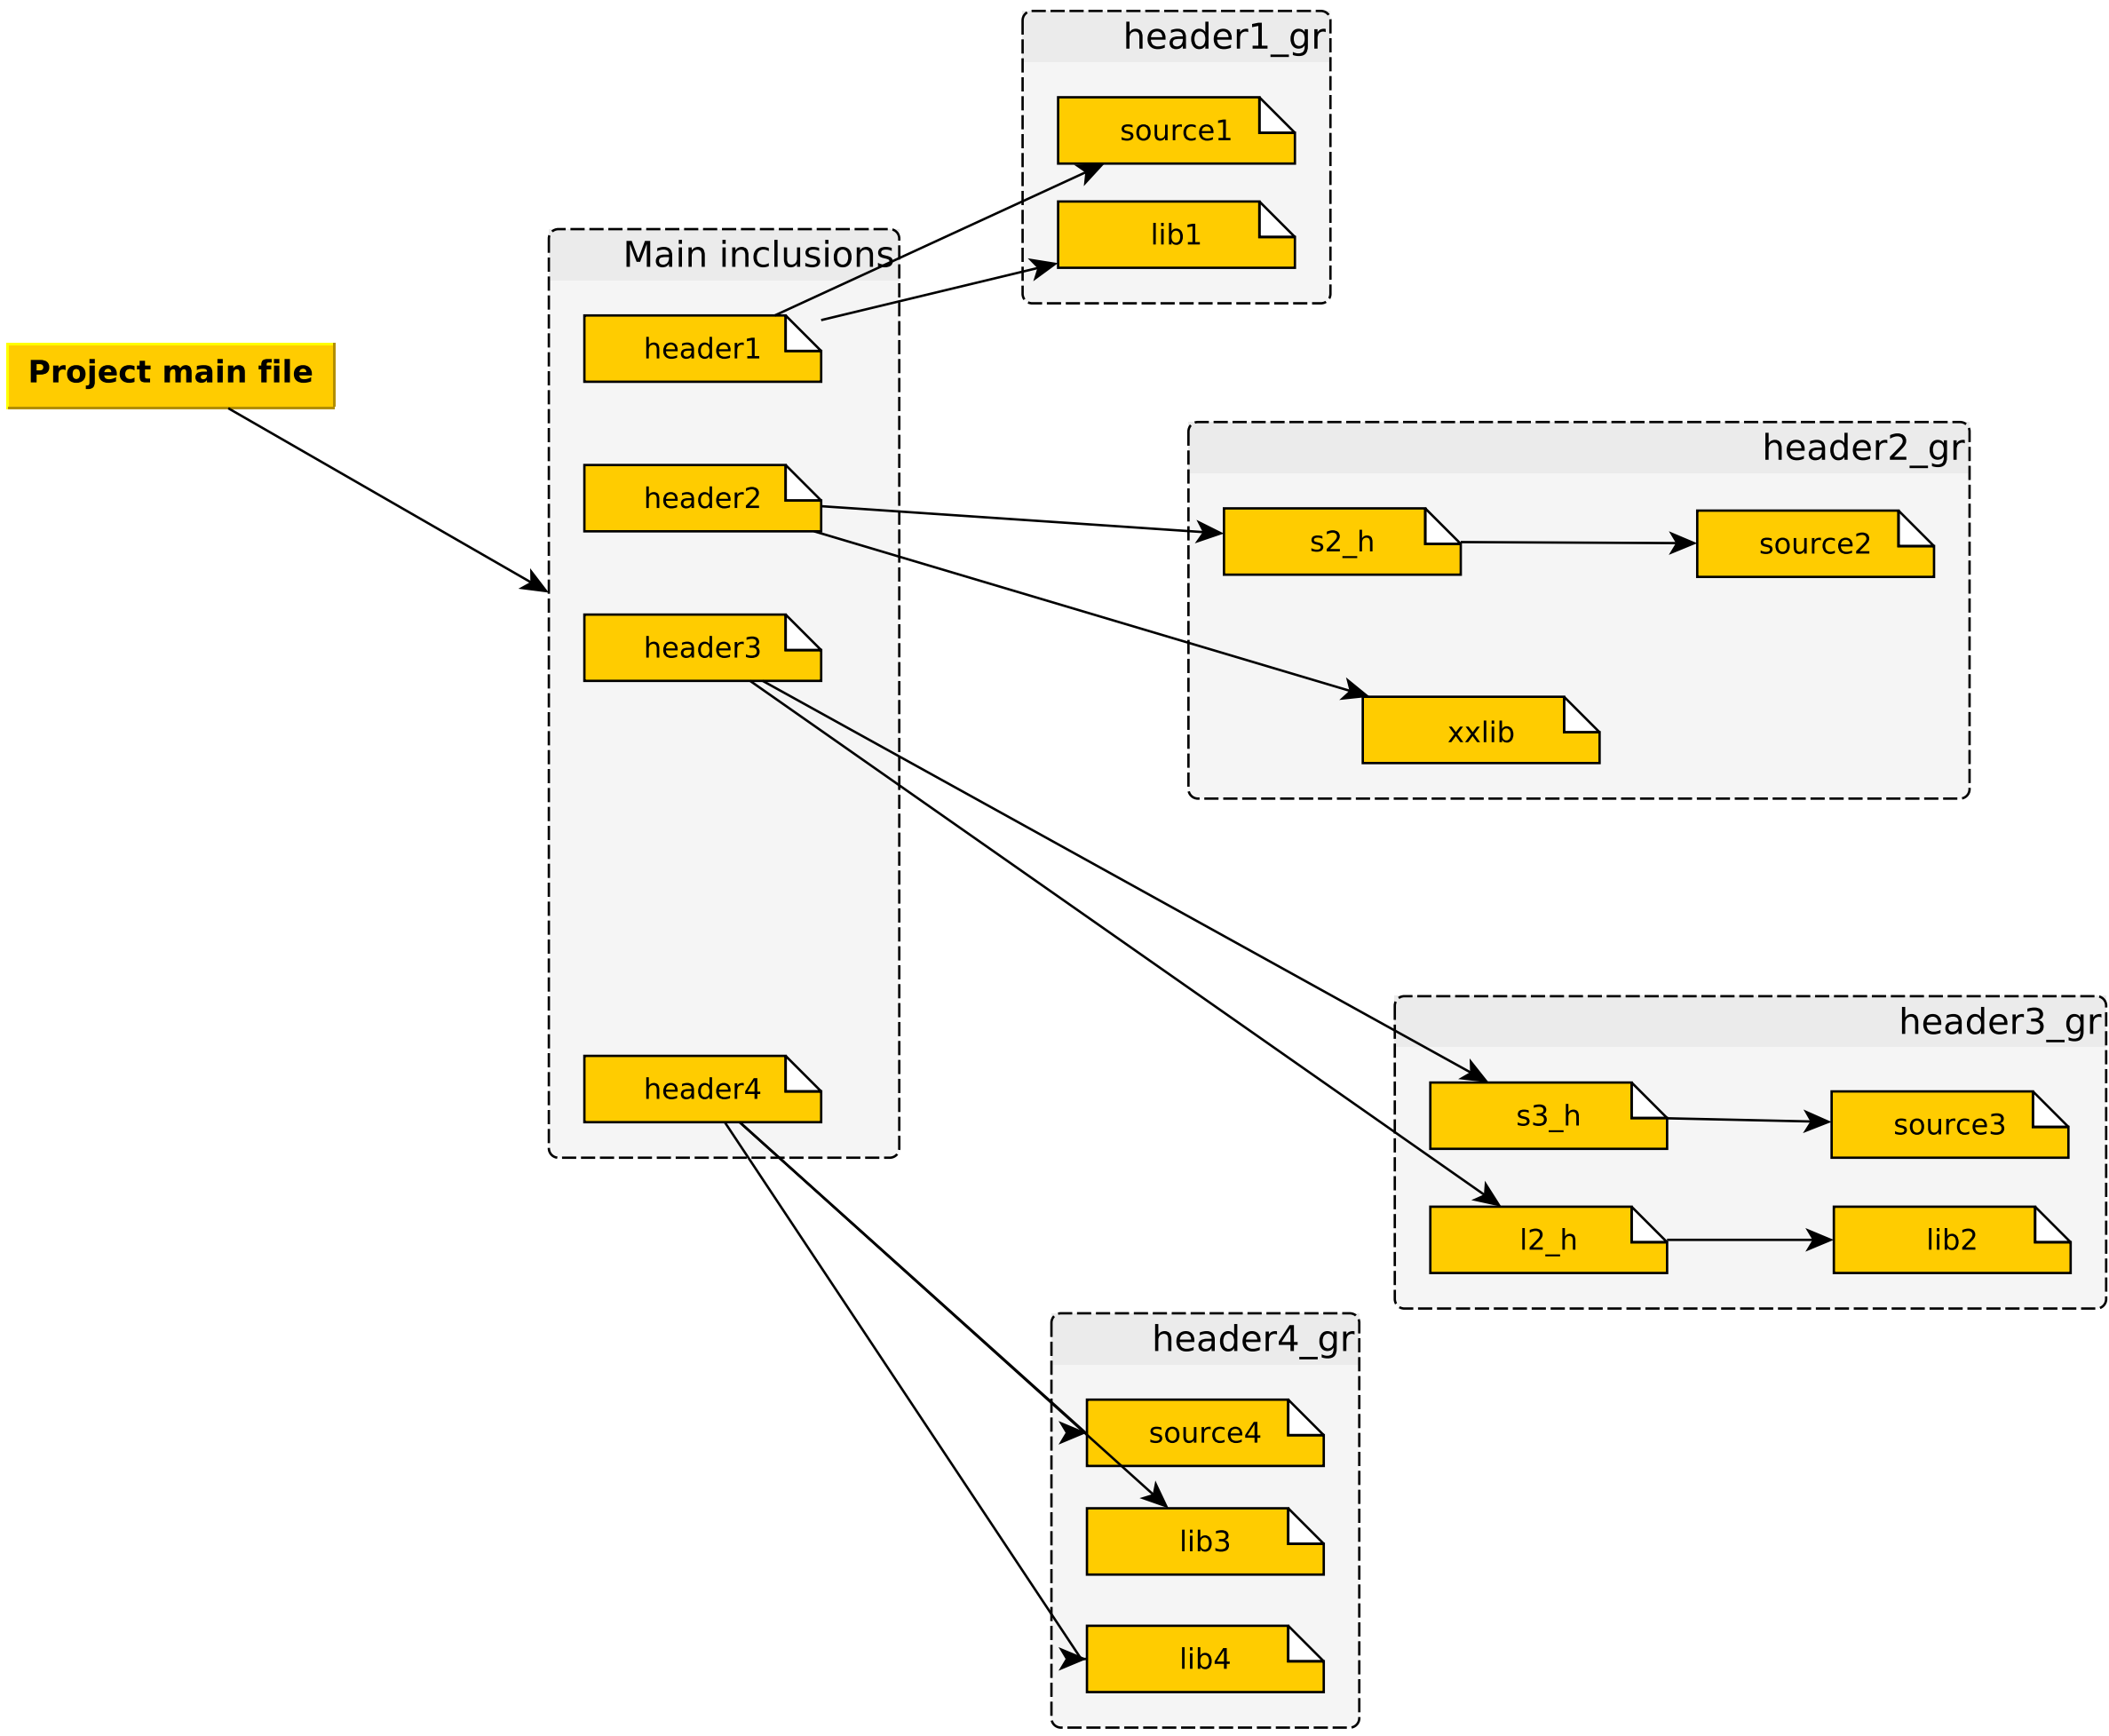 header1_gr
source1
lib1
Main inclusions
header1
Project main file
header2
header3
header4
header2_gr
s2_h
source2
xxlib
header3_gr
s3_h
source3
l2_h
lib2
header4_gr
source4
lib3
lib4